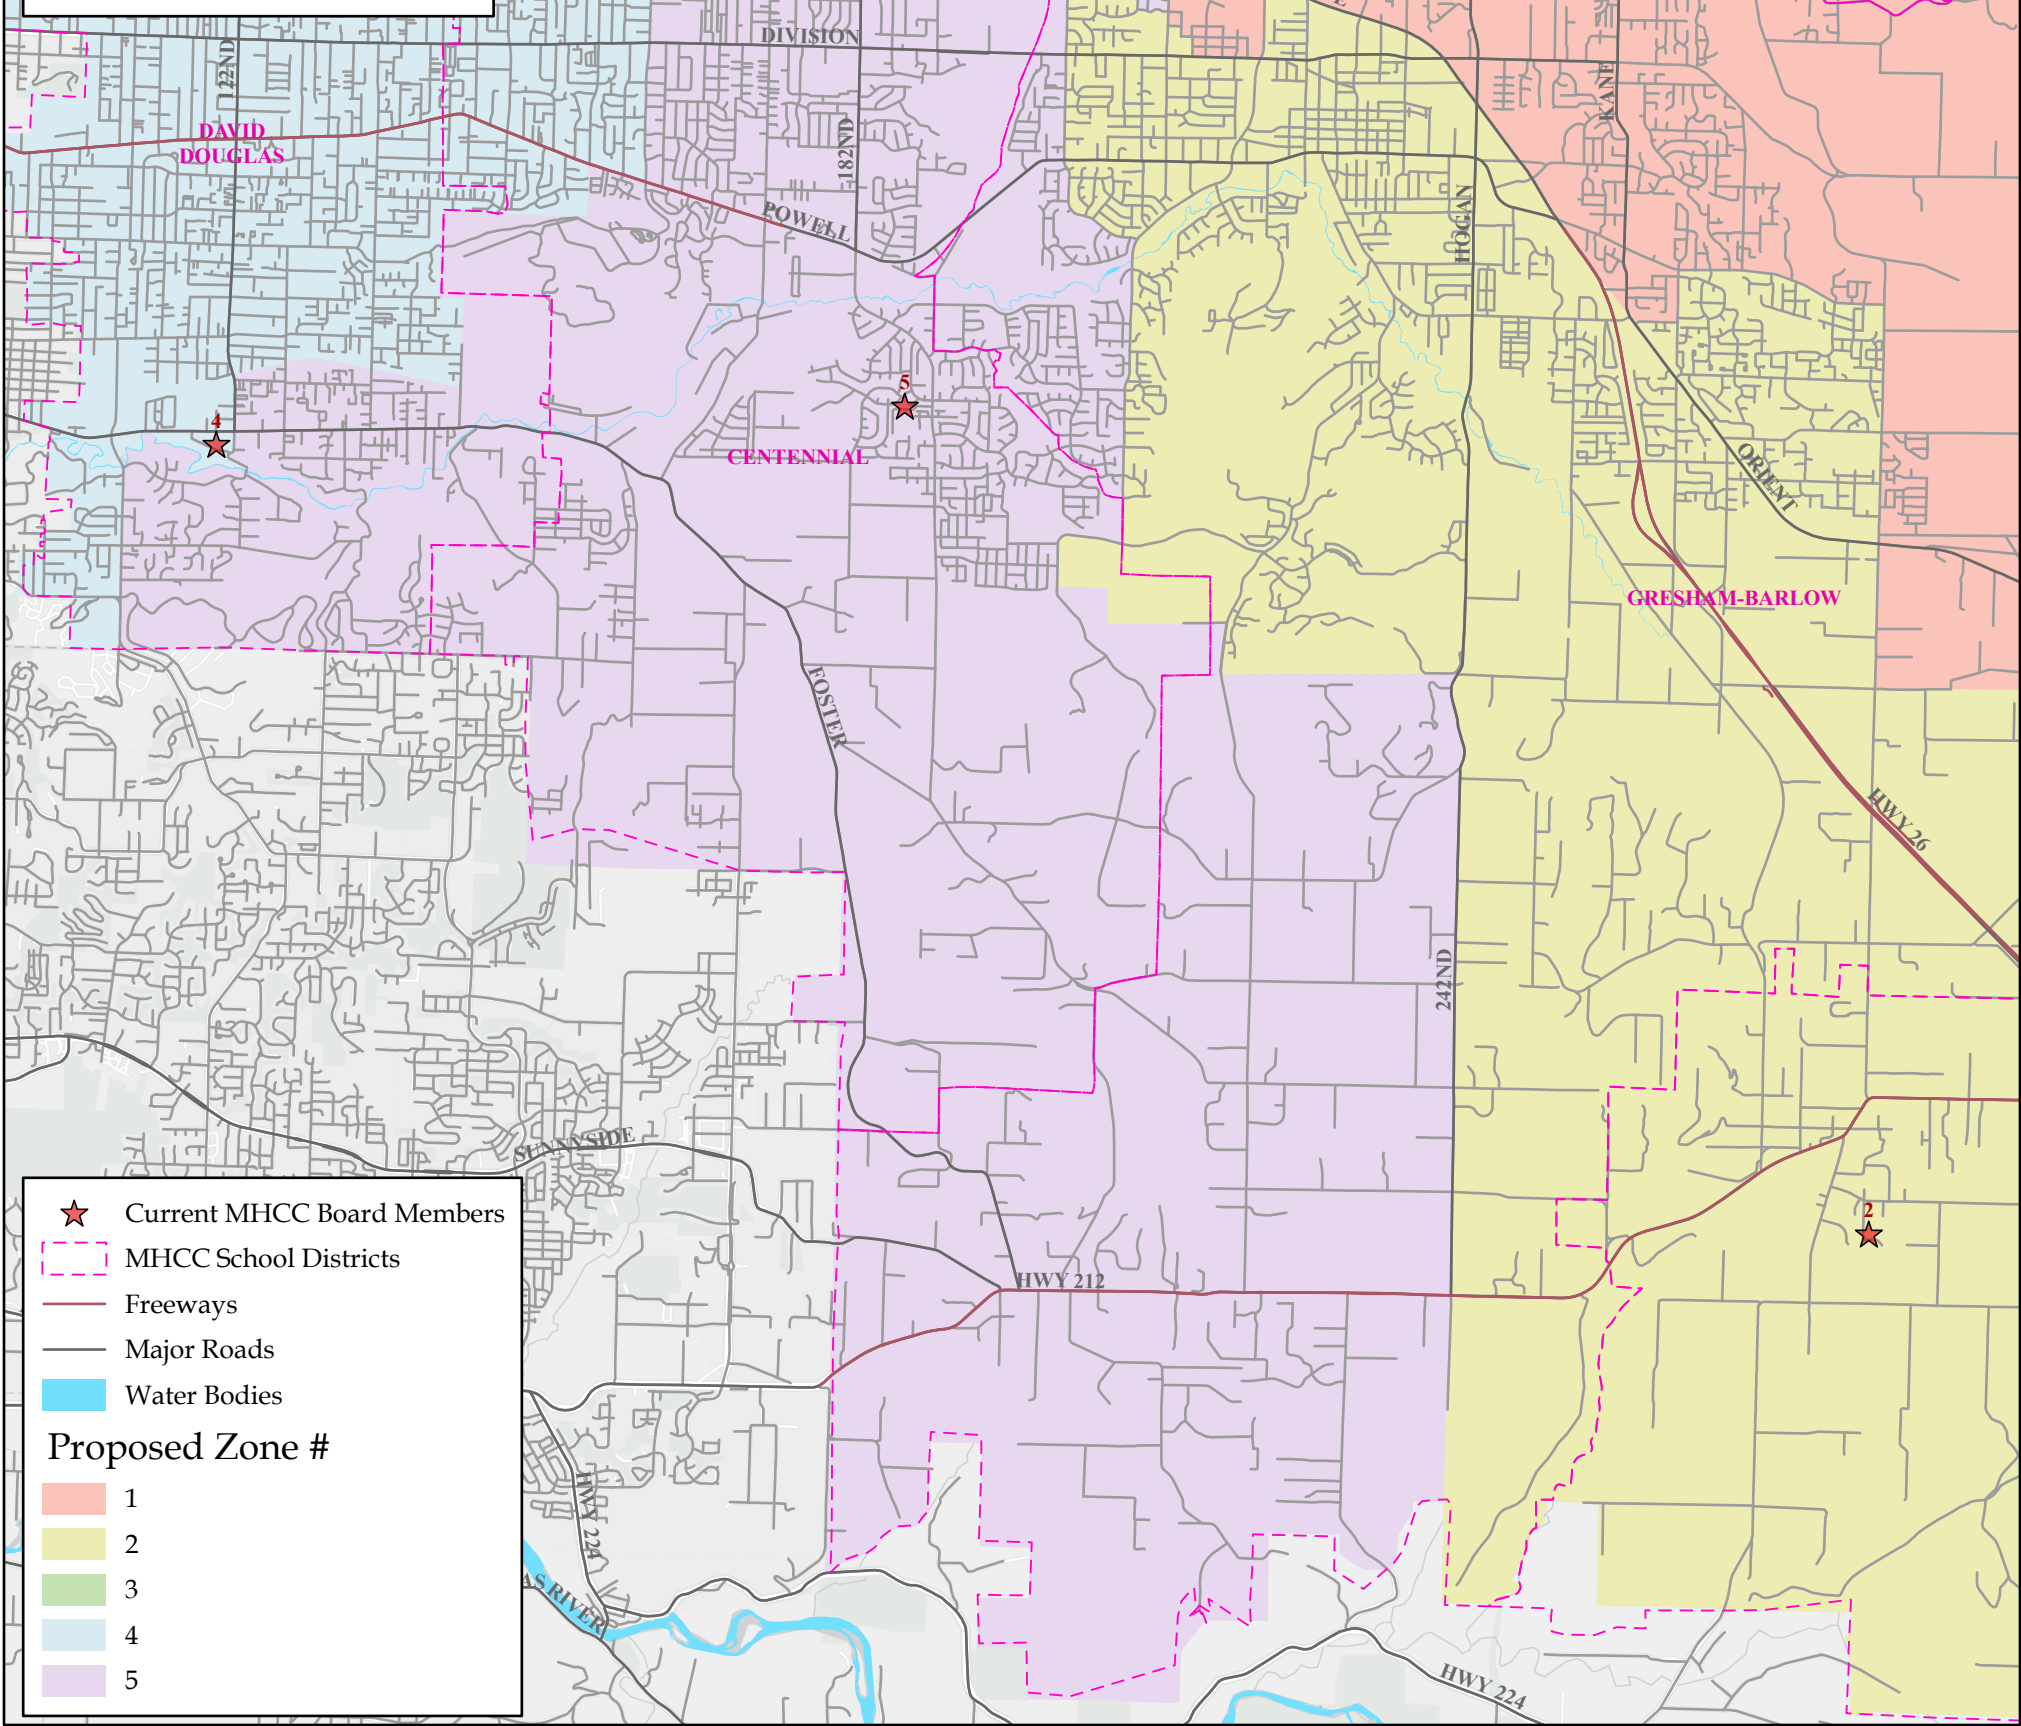 DIVISION
122ND
KANE
DAVID
DOUGLAS
182ND
POWELL
HOGAN
5
4
CENTENNIAL
ORIENT
GRESHAM-BARLOW
FOSTER
HWY 26
242ND
SUNNYSIDE
2
HWY 212
HWY 224
AS RIVER
HWY 224
Current MHCC Board Members
MHCC School Districts
Freeways
Major Roads
Water Bodies
Proposed Zone #
1
2
3
4
5